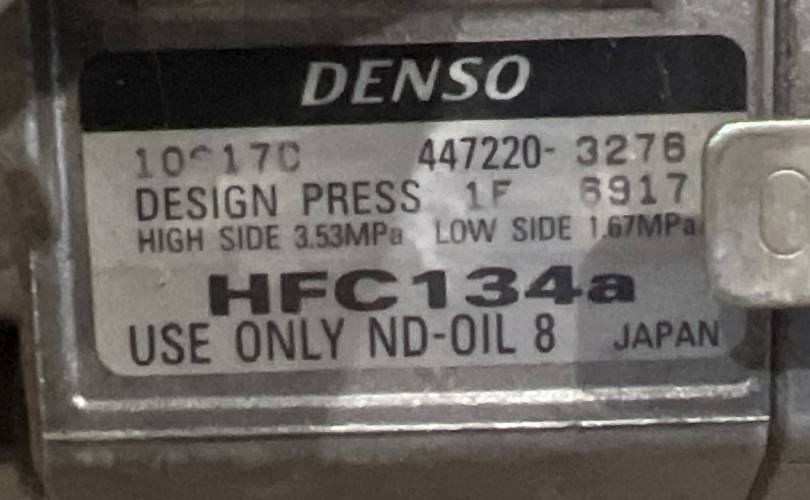 DENSO
447220- 3276
DESIGN PRESS 1F 6917
HIGH SIDE 3.53MPa LOW SIDE 1.67MPa
HFC134a
USE ONLY ND-OIL 8 JAPAN